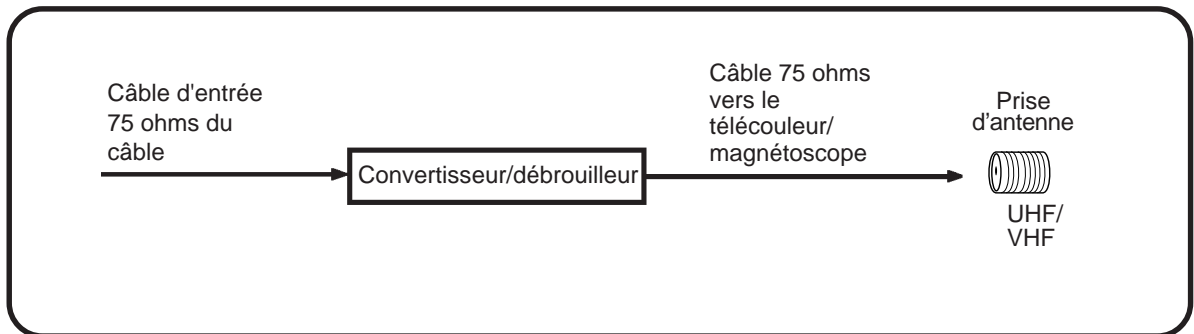 Câble d'entrée
75 ohms du
câble
Convertisseur/débrouilleur
Câble 75 ohms
vers le
télécouleur/
magnétoscope
Prise
d'antenne
UHF/
VHF